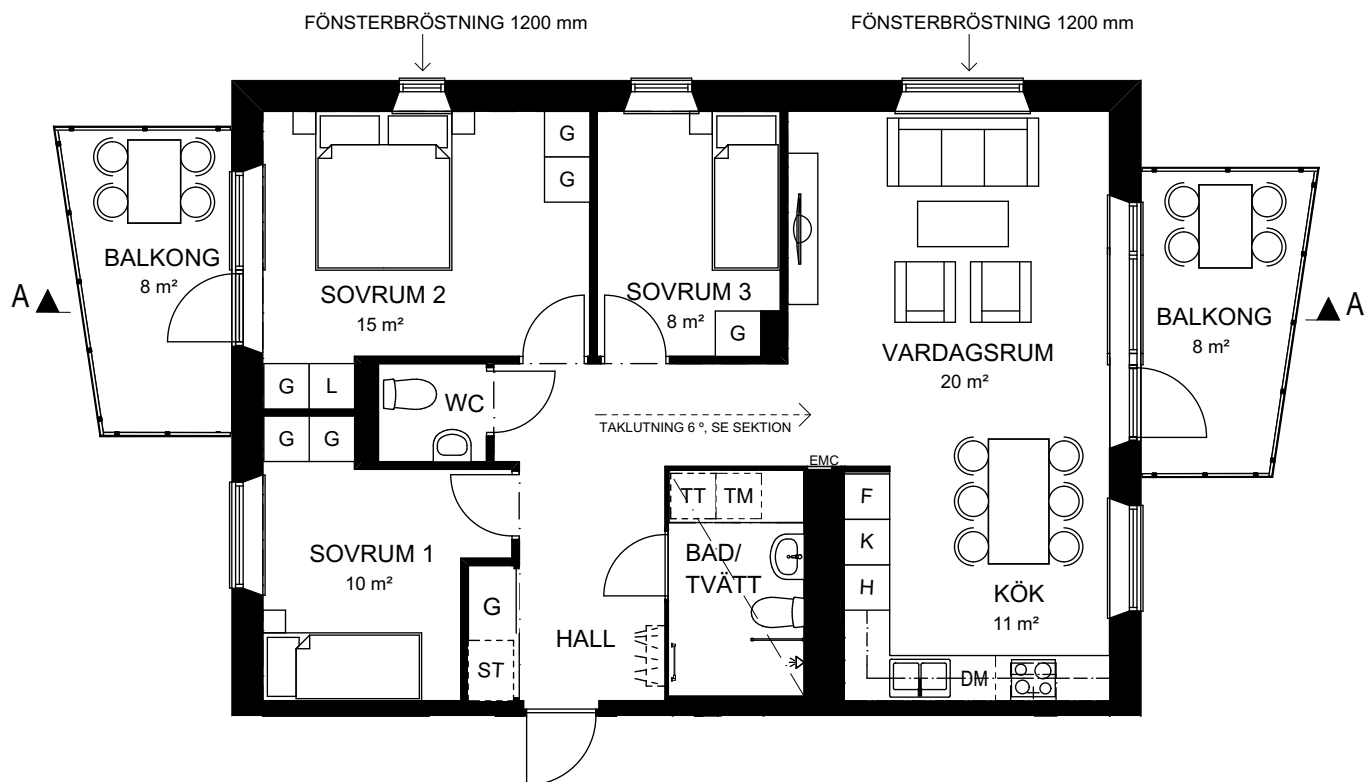 FÖNSTERBRÖSTNING 1200 mm
FÖNSTERBRÖSTNING 1200 mm
G
G
BALKONG
8 m²
A
SOVRUM 2
15 m²
SOVRUM 3
8 m²
G
VARDAGSRUM
20 m²
BALKONG
8 m²
A
G L
WC
G G
TAKLUTNING 6 º, SE SEKTION
EMC
TT TM
F
K
H
SOVRUM 1
10 m²
BAD/
TVÄTT
KÖK
11 m²
G
HALL
ST
DM